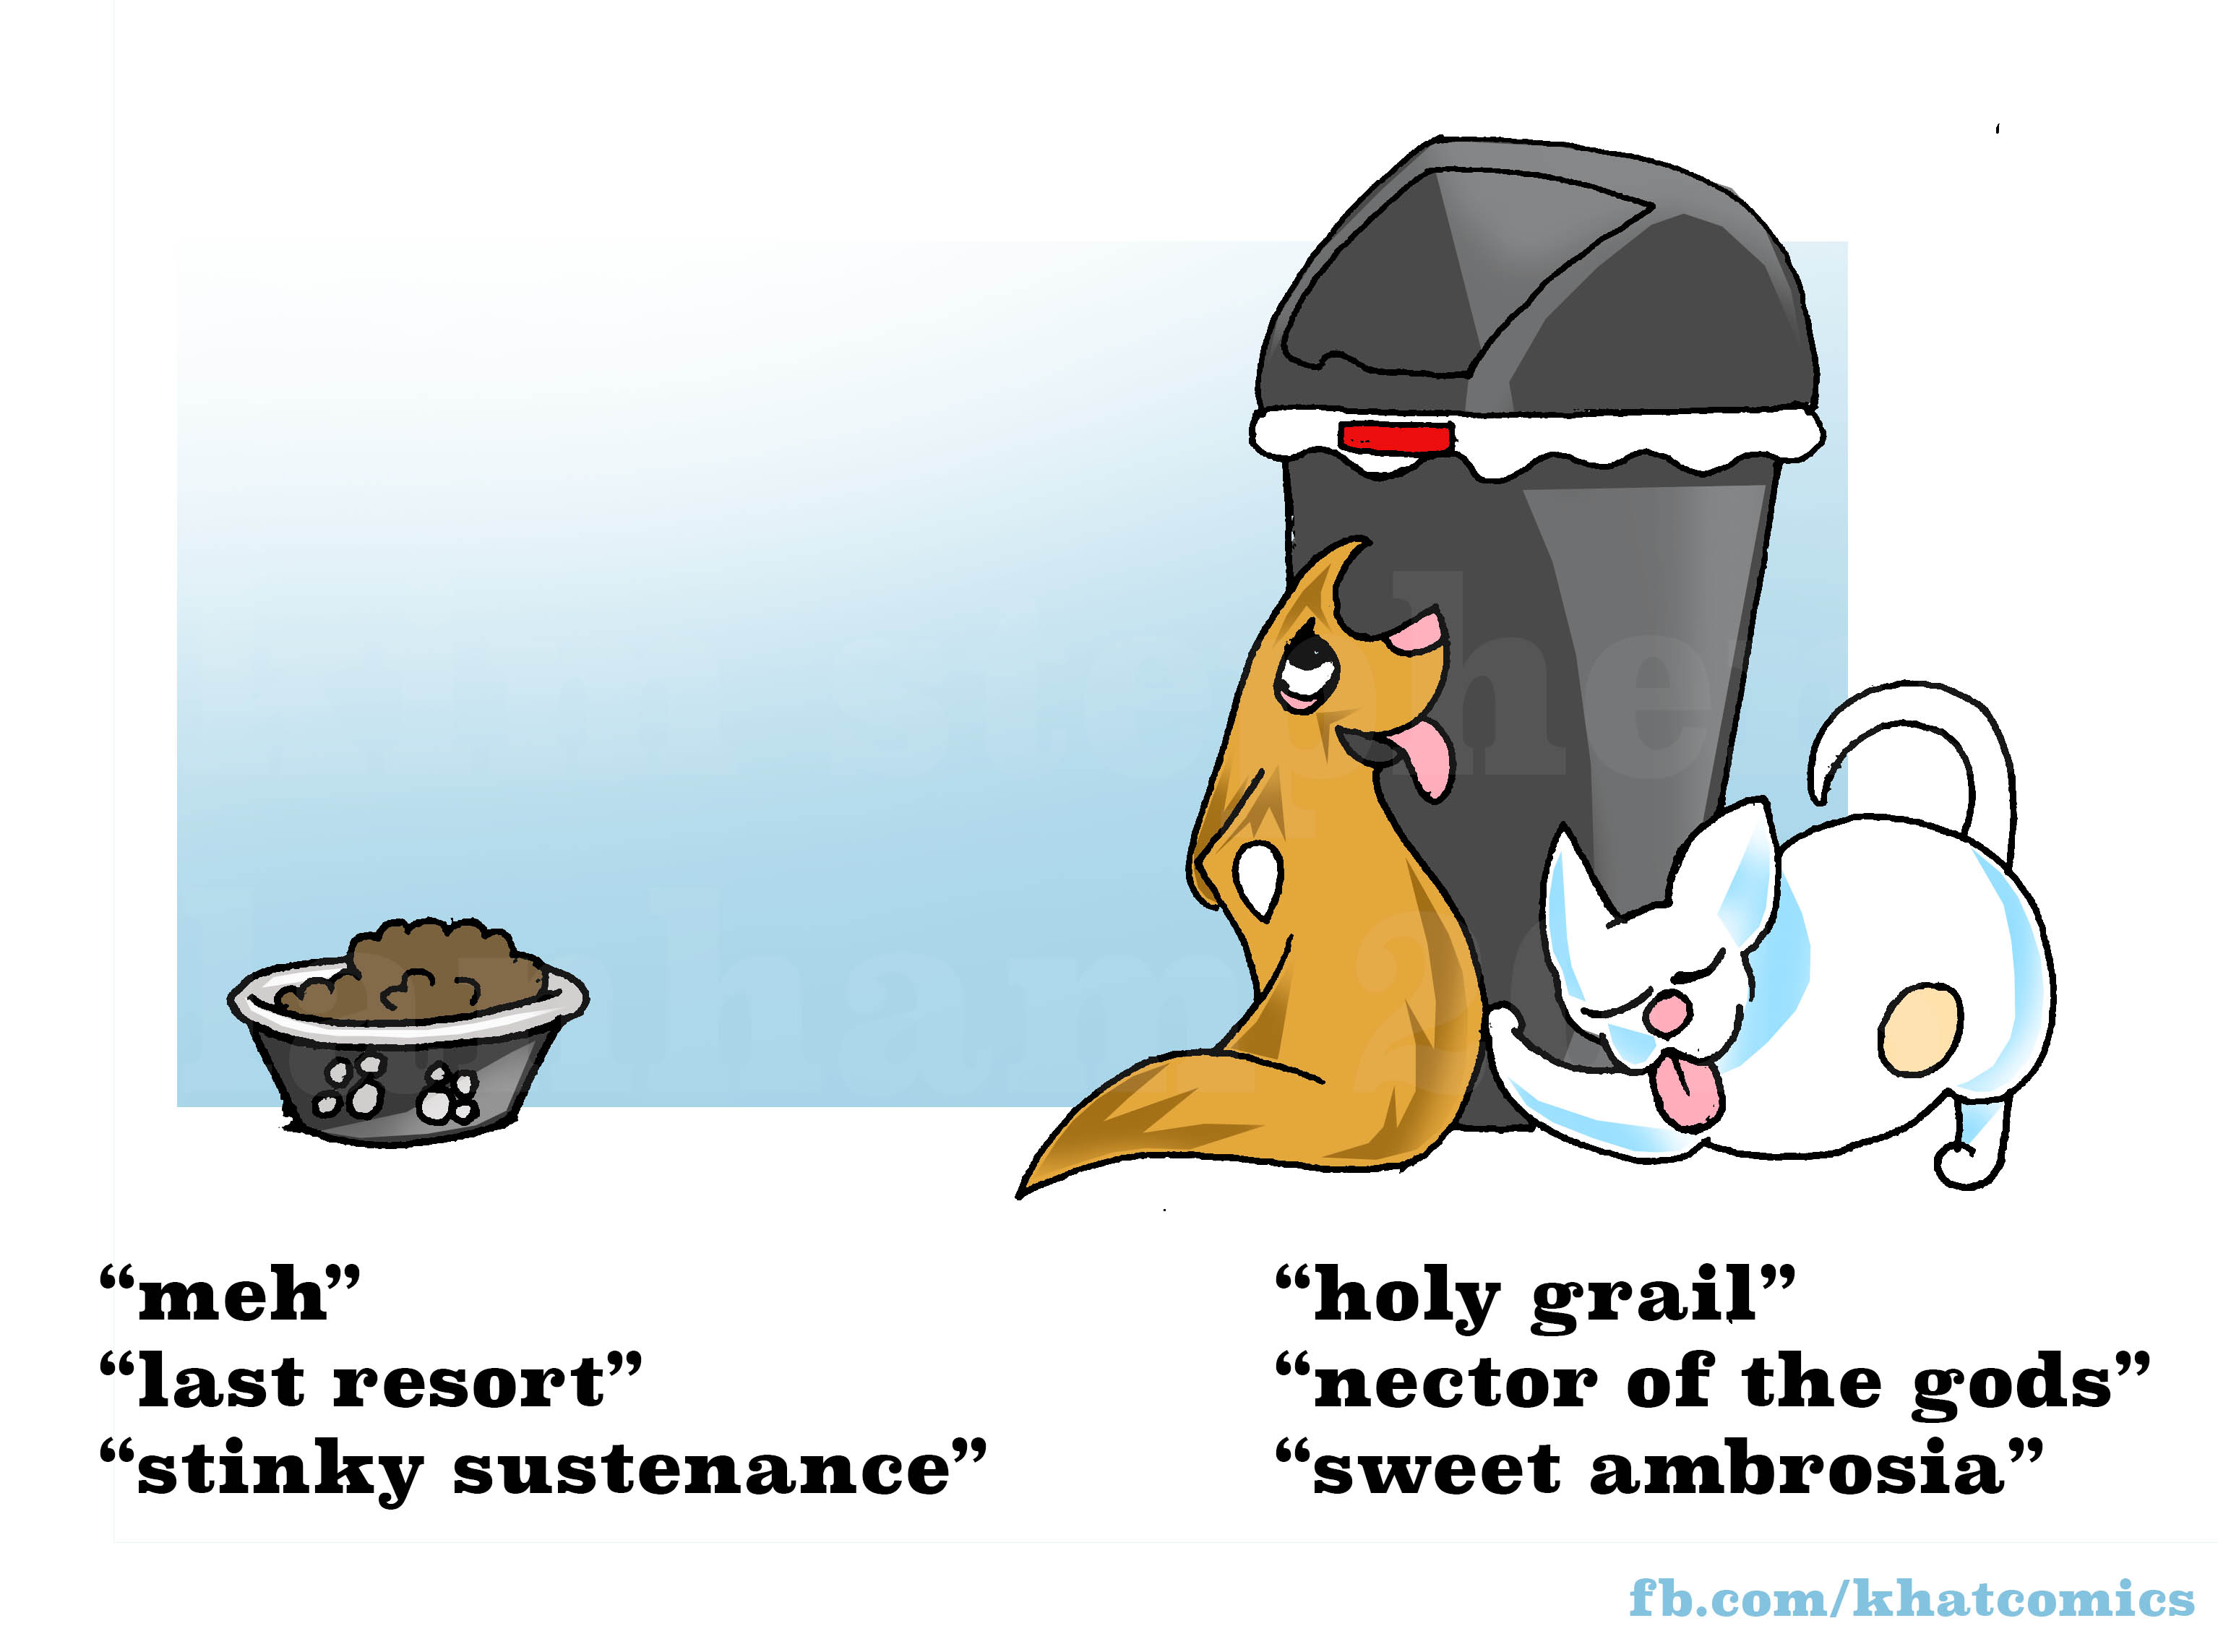 “meh”
“last resort”
“stinky sustenance”
“holy grail”
“nector of the gods”
“sweet ambrosia”
fb.com/khatcomics